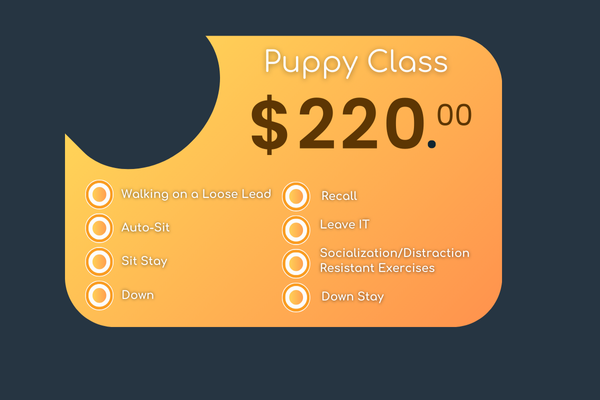 Puppy Class
$220.00
Walking on a Loose Lead
Auto-Sit
Sit Stay
Down
Recall
Leave IT
Socialization/Distraction
Resistant Exercises
Down Stay